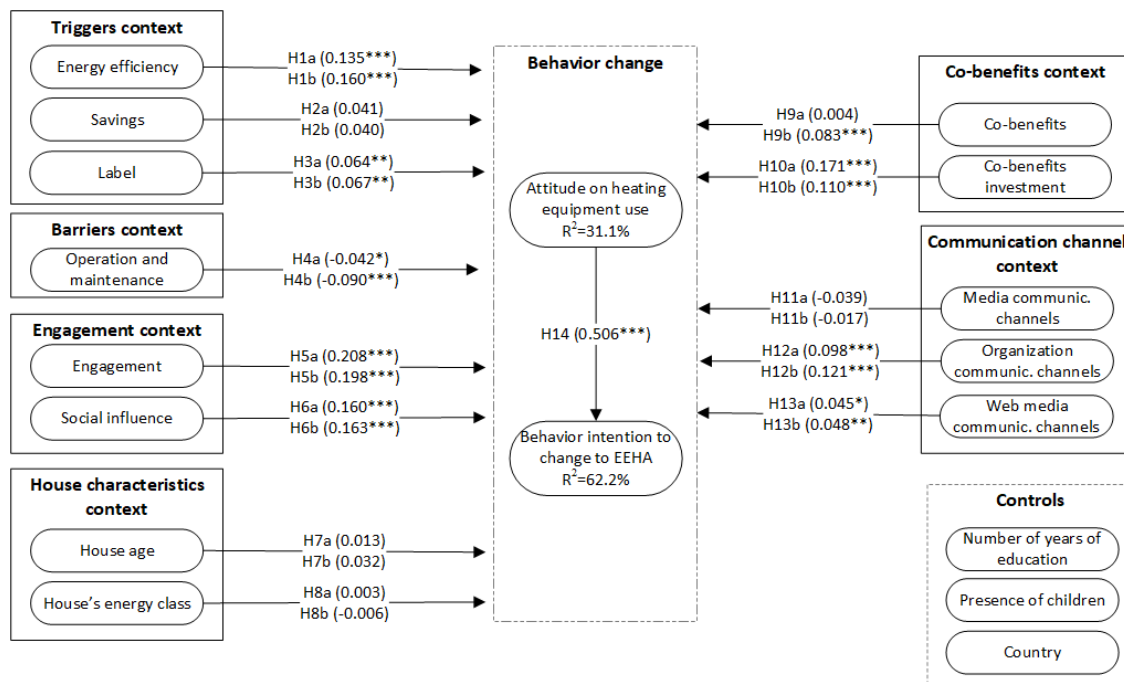 Triggers context
Energy efficiency
Savings
Label
H1a (0.135***)
H1b (0.160***)
H2a (0.041)
H2b (0.040)
H3a (0.064**)
H3b (0.067**)
Barriers context
Operation and
maintenance
H4a (-0.042*)
H4b (-0.090***)
Engagement context
Engagement
Social influence
H5a (0.208***)
H5b (0.198***)
H6a (0.160***)
H6b (0.163***)
House characteristics
context
House age
House's energy class
H7a (0.013)
H7b (0.032)
H8a (0.003)
H8b (-0.006)
Behavior change
Attitude on heating
equipment use
R²=31.1%
H14 (0.506***)
Behavior intention to
change to EEHA
R²=62.2%
Co-benefits context
H9a (0.004)
H9b (0.083***)
Co-benefits
H10a (0.171***)
H10b (0.110***)
Co-benefits
investment
Communication channel
context
H11a (-0.039)
H11b (-0.017)
Media communic.
channels
H12a (0.098***)
H12b (0.121***)
Organization
communic. channels
H13a (0.045*)
H13b (0.048**)
Web media
communic. channels
Controls
Number of years of
education
Presence of children
Country